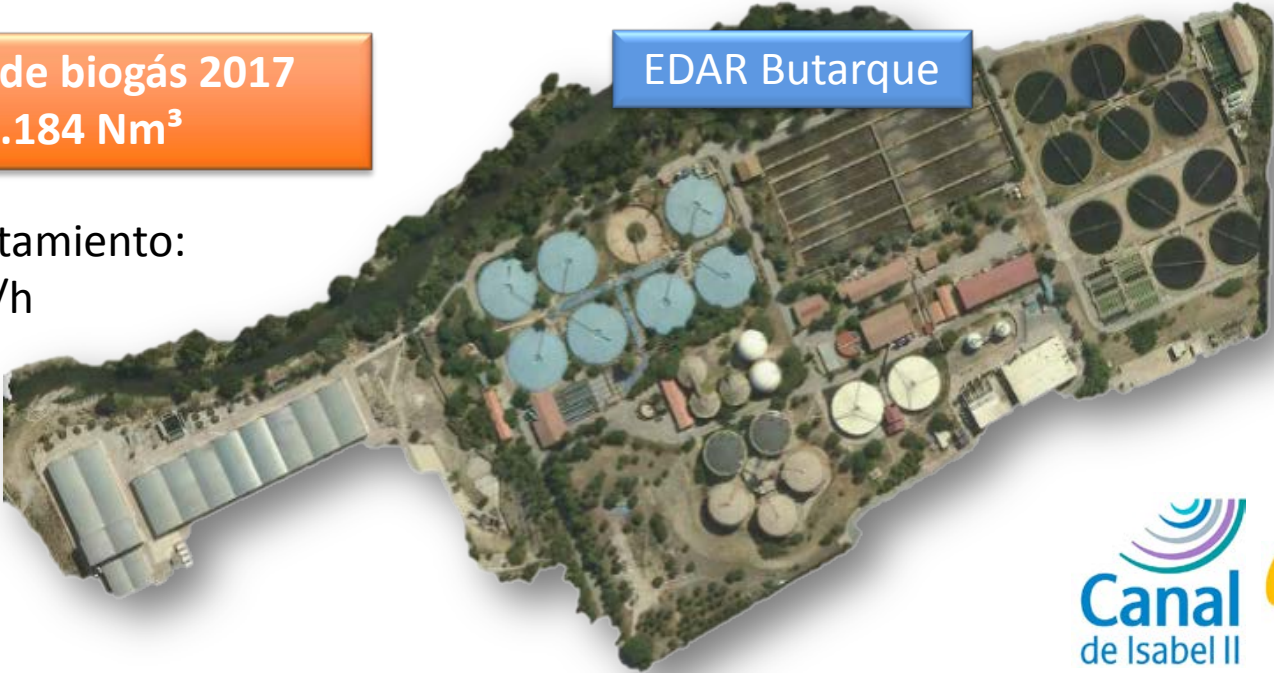 de biogás 2017
.184 Nm³
EDAR Butarque
tamiento:
/h
Canal
de Isabel II